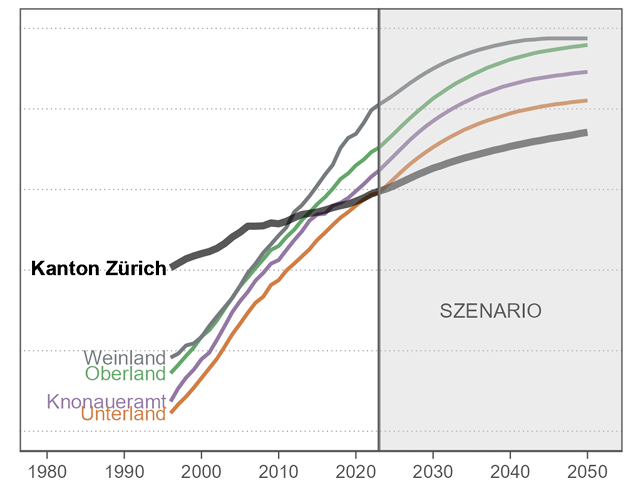 Kanton Zürich
SZENARIO
Weinland
Oberland
Knonaueramt
Unterland
1980 1990 2000 2010 2020 2030 2040 2050